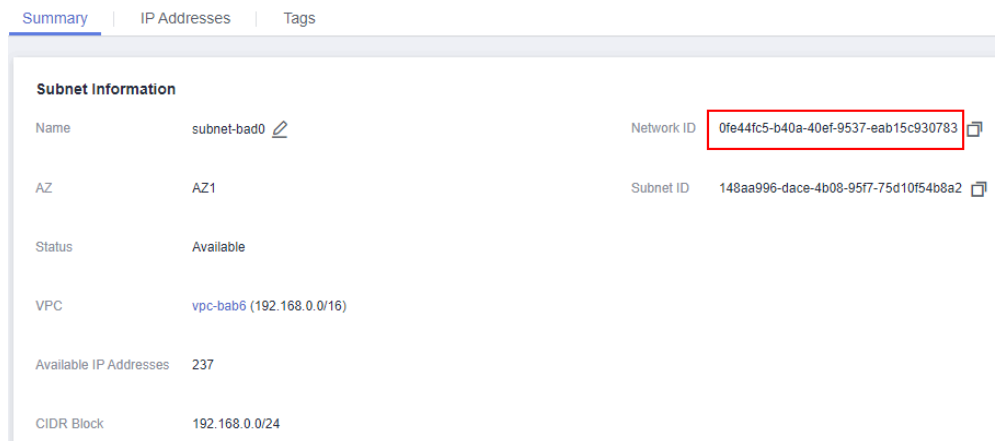 Summary IP Addresses Tags
Subnet Information
Name subnet-bad0 Network ID 0fe44fc5-b40a-40ef-9537-eab15c930783
AZ AZ1 Subnet ID 148aa996-dace-4b08-95f7-75d10f54b8a2
Status Available
VPC vpc-bab6 (192.168.0.0/16)
Available IP Addresses 237
CIDR Block 192.168.0.0/24